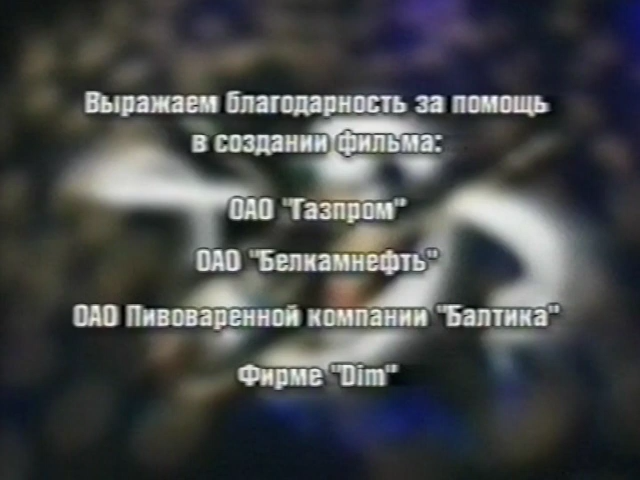 Выражаем благодарность за помощь
в создании фильма:
ОАО "Газпром"
ОАО "Белкамнефть"
ОАО Пивоваренной компании "Балтика"
Фирме "Dim"